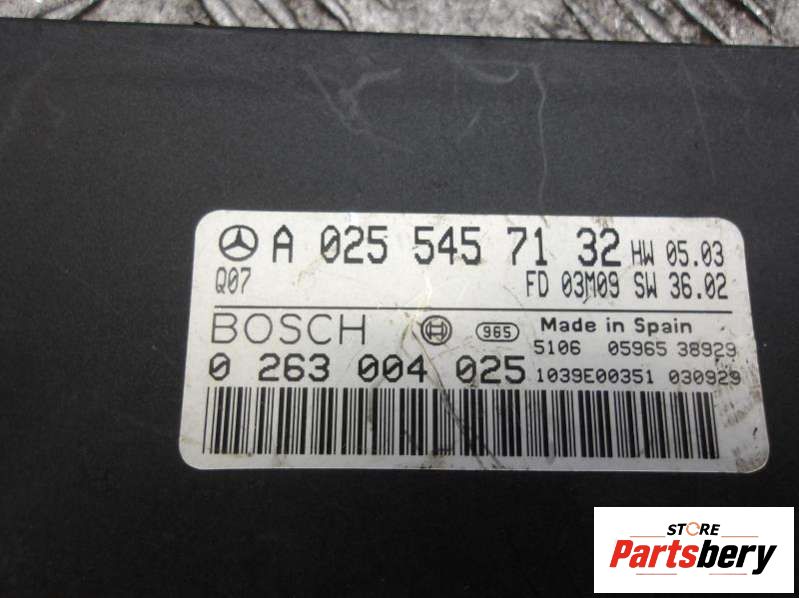 A 025 545 71 32 HW 05.03
Q07 FD 03M09 SW 36.02
BOSCH 965 Made in Spain
5106 05965 38929
0 263 004 025 1039E00351 030929
STORE
Partsbery